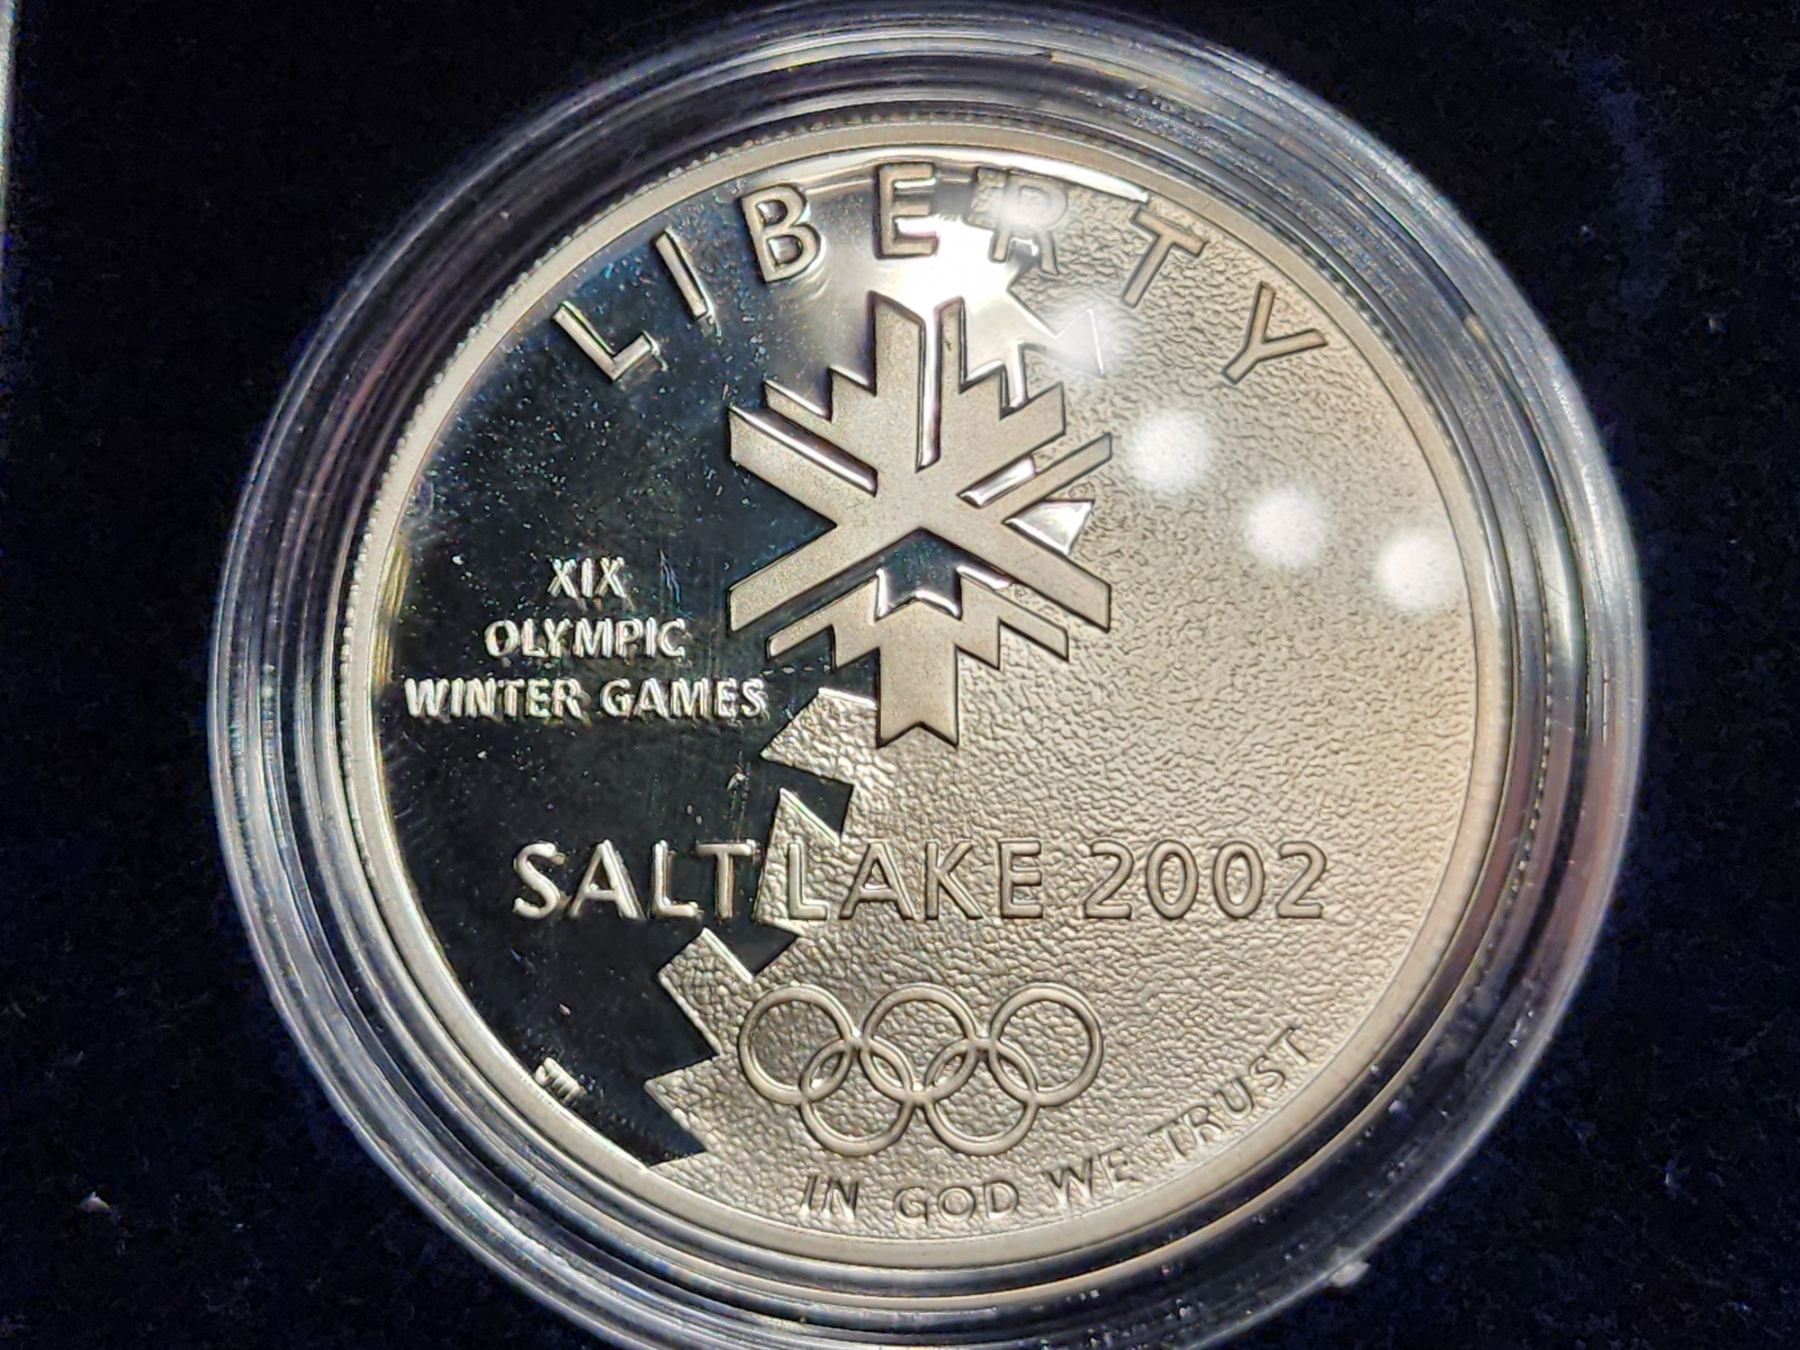 LIBERTY
XIX
OLYMPIC
WINTER GAMES
SALT LAKE 2002
IN GOD WE TRUST